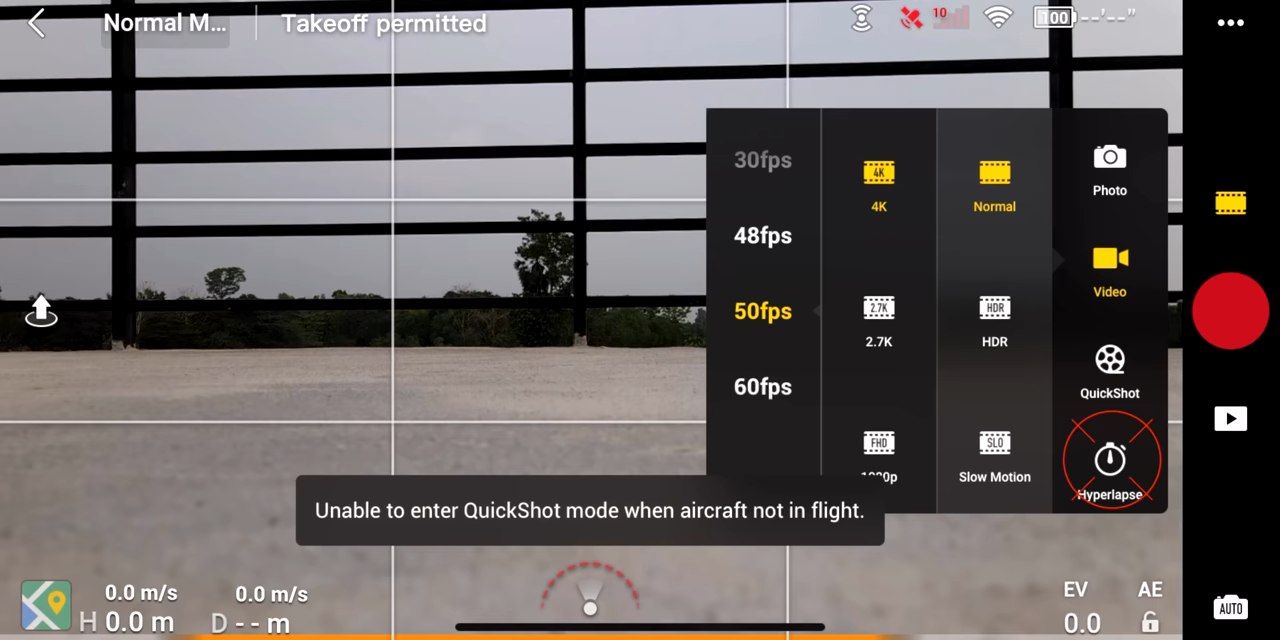 Normal M...
Takeoff permitted
10
100
--'--"
30fps
48fps
50fps
60fps
4K
4K
2.7K
2.7K
FHD
1080p
Normal
HDR
HDR
SLO
Slow Motion
Photo
Video
QuickShot
Hyperlapse
Unable to enter QuickShot mode when aircraft not in flight.
0.0 m/s
0.0 m/s
H 0.0 m
D - - m
EV
AE
0.0
AUTO